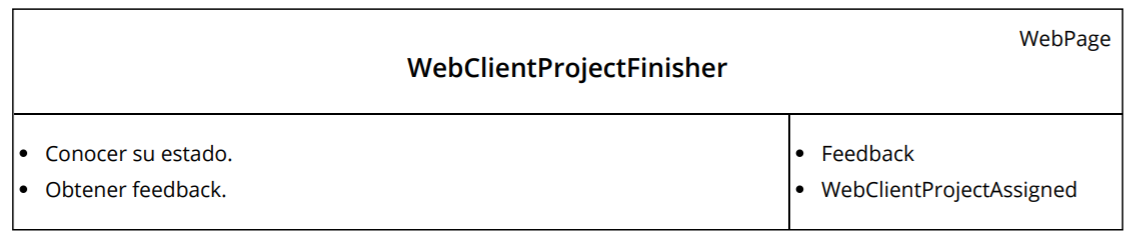 WebPage
WebClientProjectFinisher
• Conocer su estado.
• Obtener feedback.
• Feedback
• WebClientProjectAssigned